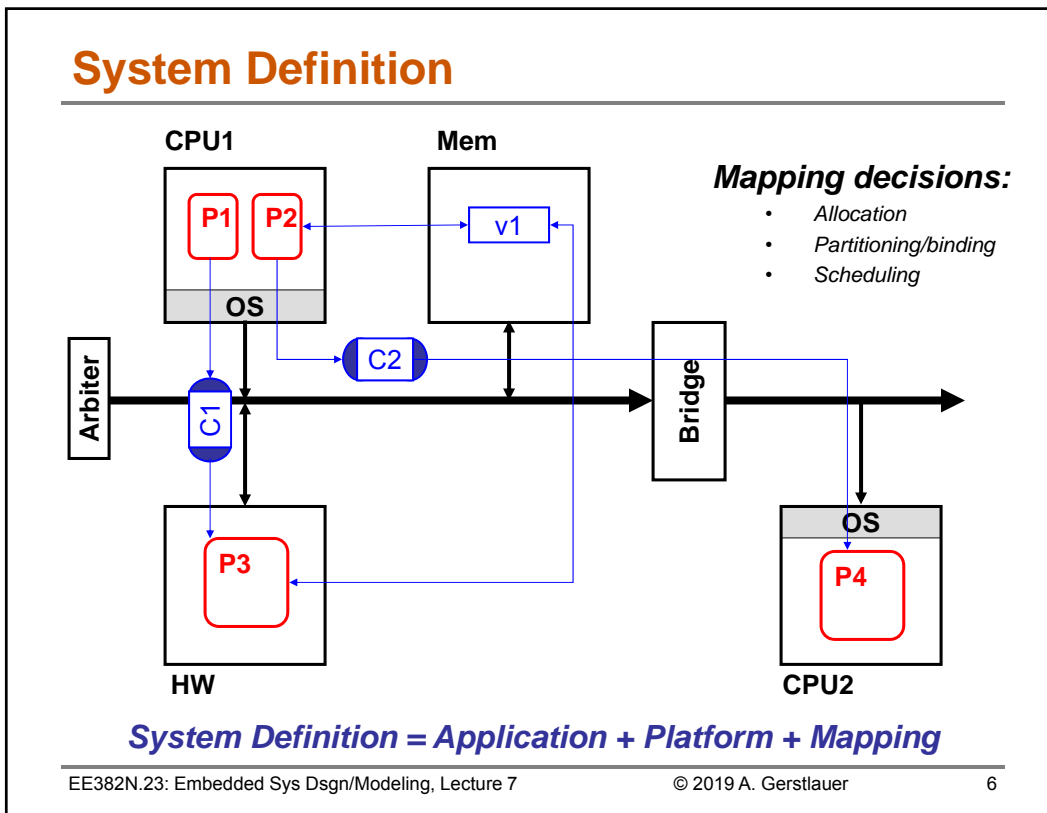 System Definition
CPU1
Mem
Mapping decisions:
• Allocation
• Partitioning/binding
• Scheduling
P1
P2
v1
OS
C2
Arbiter
C1
Bridge
OS
P3
P4
HW
CPU2
System Definition = Application + Platform + Mapping
EE382N.23: Embedded Sys Dsgn/Modeling, Lecture 7
© 2019 A. Gerstlauer
6